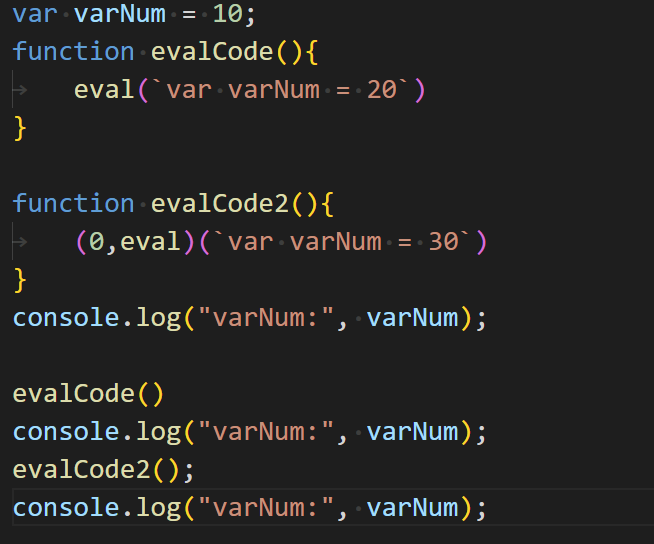 var varNum = 10;
function evalCode(){
    eval(`var varNum = 20`)
}

function evalCode2(){
    (0,eval)(`var varNum = 30`)
}
console.log("varNum:", varNum);

evalCode()
console.log("varNum:", varNum);
evalCode2();
console.log("varNum:", varNum);